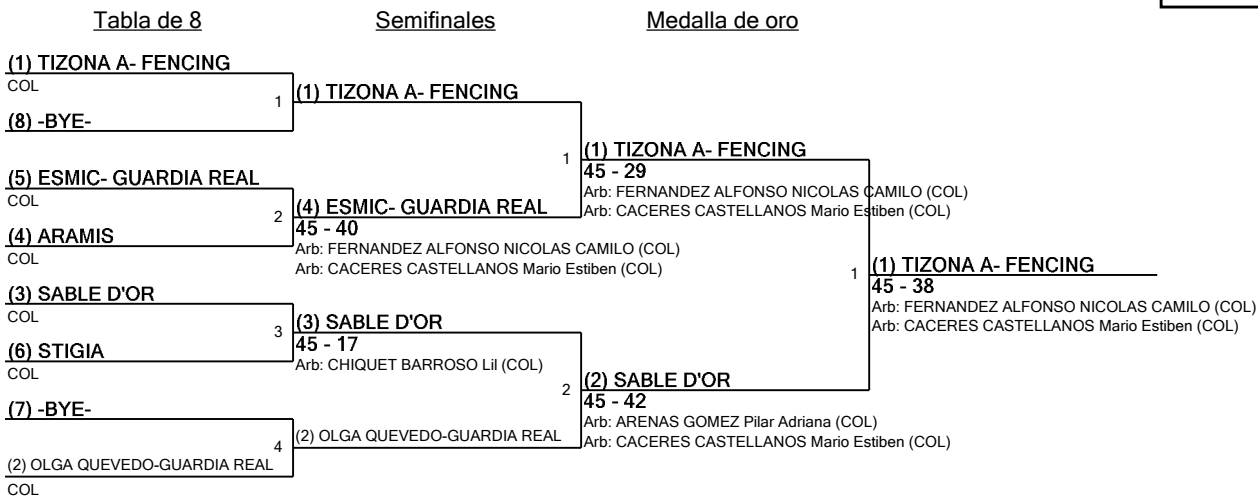 Tabla de 8
Semifinales
Medalla de oro
(1) TIZONA A- FENCING
COL
1
(8) -BYE-
(5) ESMIC- GUARDIA REAL
COL
2
(4) ARAMIS
COL
(3) SABLE D'OR
COL
3
(6) STIGIA
COL
(7) -BYE-
4
(2) OLGA QUEVEDO-GUARDIA REAL
COL
(1) TIZONA A- FENCING
1
(4) ESMIC- GUARDIA REAL
45 - 40
Arb: FERNANDEZ ALFONSO NICOLAS CAMILO (COL)
Arb: CACERES CASTELLANOS Mario Estiben (COL)
(3) SABLE D'OR
45 - 17
Arb: CHIQUET BARROSO Lil (COL)
2
(2) OLGA QUEVEDO-GUARDIA REAL
(1) TIZONA A- FENCING
45 - 29
Arb: FERNANDEZ ALFONSO NICOLAS CAMILO (COL)
Arb: CACERES CASTELLANOS Mario Estiben (COL)
1
(2) SABLE D'OR
45 - 42
Arb: ARENAS GOMEZ Pilar Adriana (COL)
Arb: CACERES CASTELLANOS Mario Estiben (COL)
(1) TIZONA A- FENCING
45 - 38
Arb: FERNANDEZ ALFONSO NICOLAS CAMILO (COL)
Arb: CACERES CASTELLANOS Mario Estiben (COL)